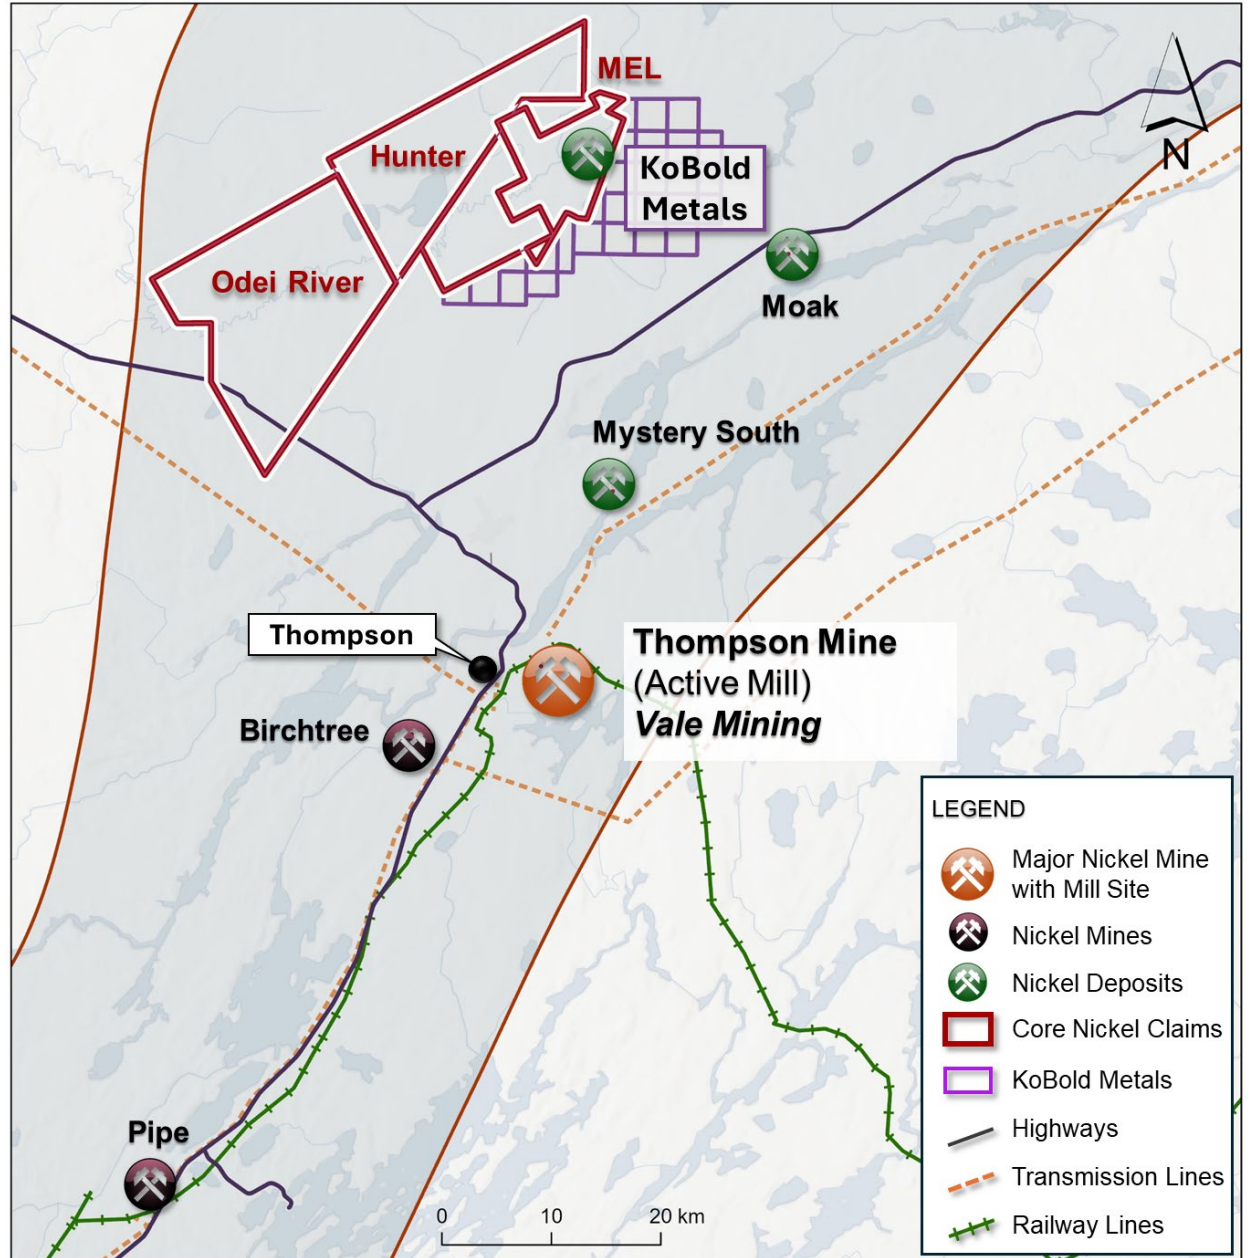 MEL
Hunter
KoBold
Metals
N
Odei River
Moak
Mystery South
Thompson
Thompson Mine
(Active Mill)
Vale Mining
Birchtree
Pipe
0 10 20 km
LEGEND
Major Nickel Mine
with Mill Site
Nickel Mines
Nickel Deposits
Core Nickel Claims
KoBold Metals
Highways
Transmission Lines
Railway Lines